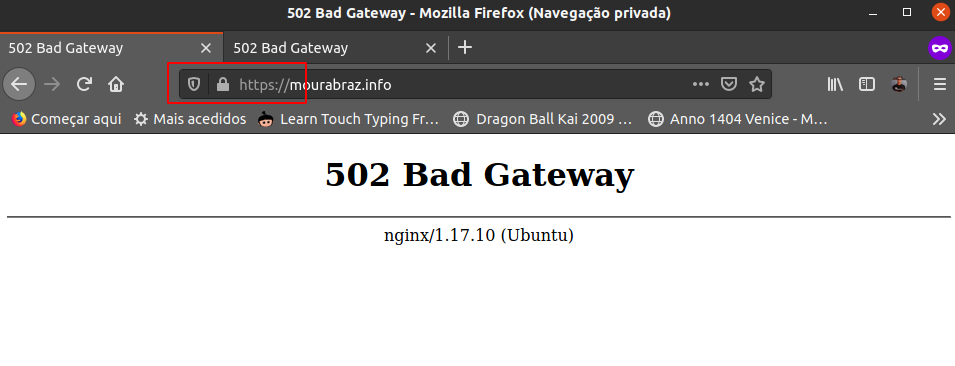 502 Bad Gateway - Mozilla Firefox (Navegação privada)
502 Bad Gateway
502 Bad Gateway
https://mourabraz.info
Começar aqui
Mais acedidos
Learn Touch Typing Fr…
Dragon Ball Kai 2009 …
Anno 1404 Venice - M…
502 Bad Gateway
nginx/1.17.10 (Ubuntu)